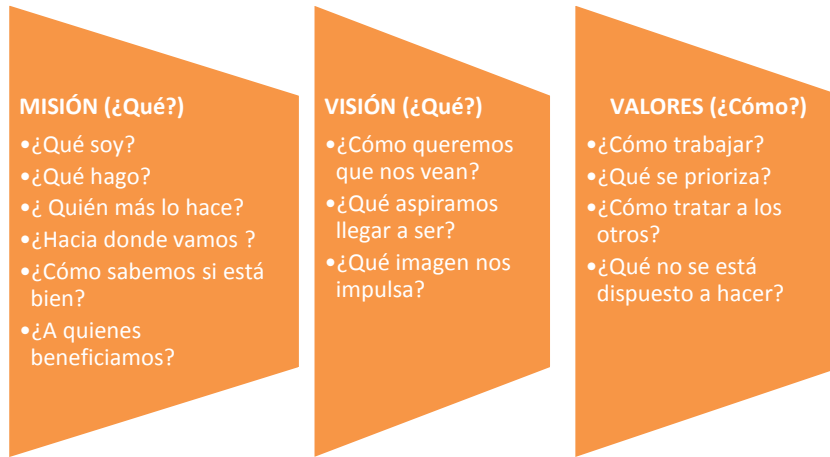 MISIÓN (¿Qué?)
•¿Qué soy?
•¿Qué hago?
•¿ Quién más lo hace?
•¿Hacia donde vamos ?
•¿Cómo sabemos si está
bien?
•¿A quienes
beneficiamos?
VISIÓN (¿Qué?)
•¿Cómo queremos
que nos vean?
•¿Qué aspiramos
llegar a ser?
•¿Qué imagen nos
impulsa?
VALORES (¿Cómo?)
•¿Cómo trabajar?
•¿Qué se prioriza?
•¿Cómo tratar a los
otros?
•¿Qué no se está
dispuesto a hacer?